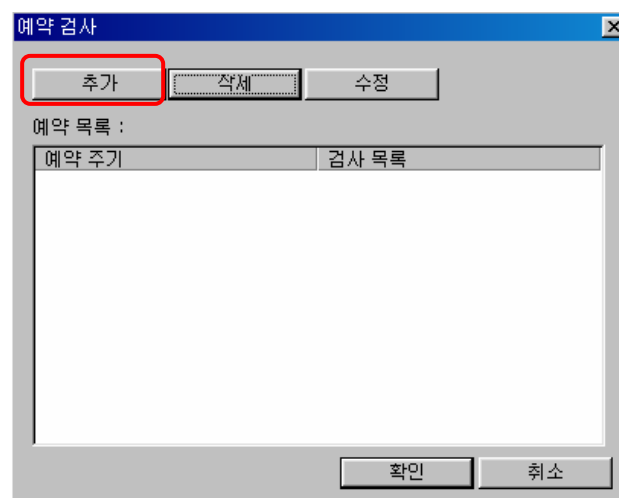 예약 검사
추가 삭제 수정
예약 목록 :
예약 주기 검사 목록
확인 취소